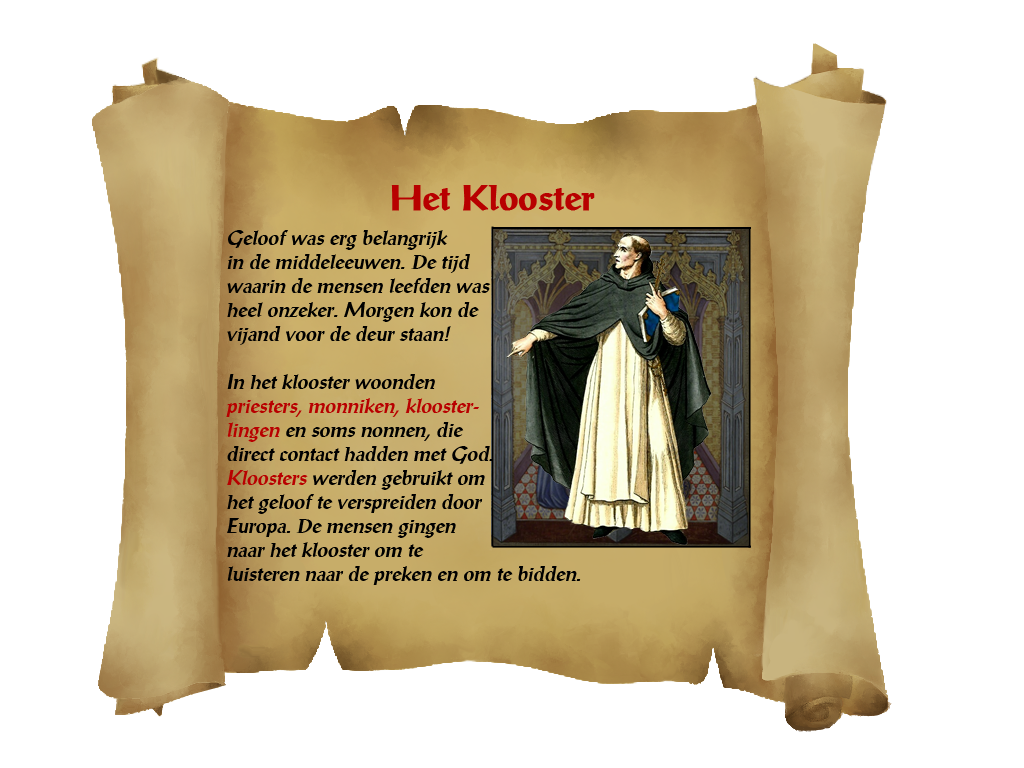 Het Klooster
Geloof was erg belangrijk
in de middeleeuwen. De tijd
waarin de mensen leefden was
heel onzeker. Morgen kon de
vijand voor de deur staan!
In het klooster woonden
priesters, monniken, klooster-
lingen en soms nonnen, die
direct contact hadden met God.
Kloosters werden gebruikt om
het geloof te verspreiden door
Europa. De mensen gingen
naar het klooster om te
luisteren naar de preken en om te bidden.